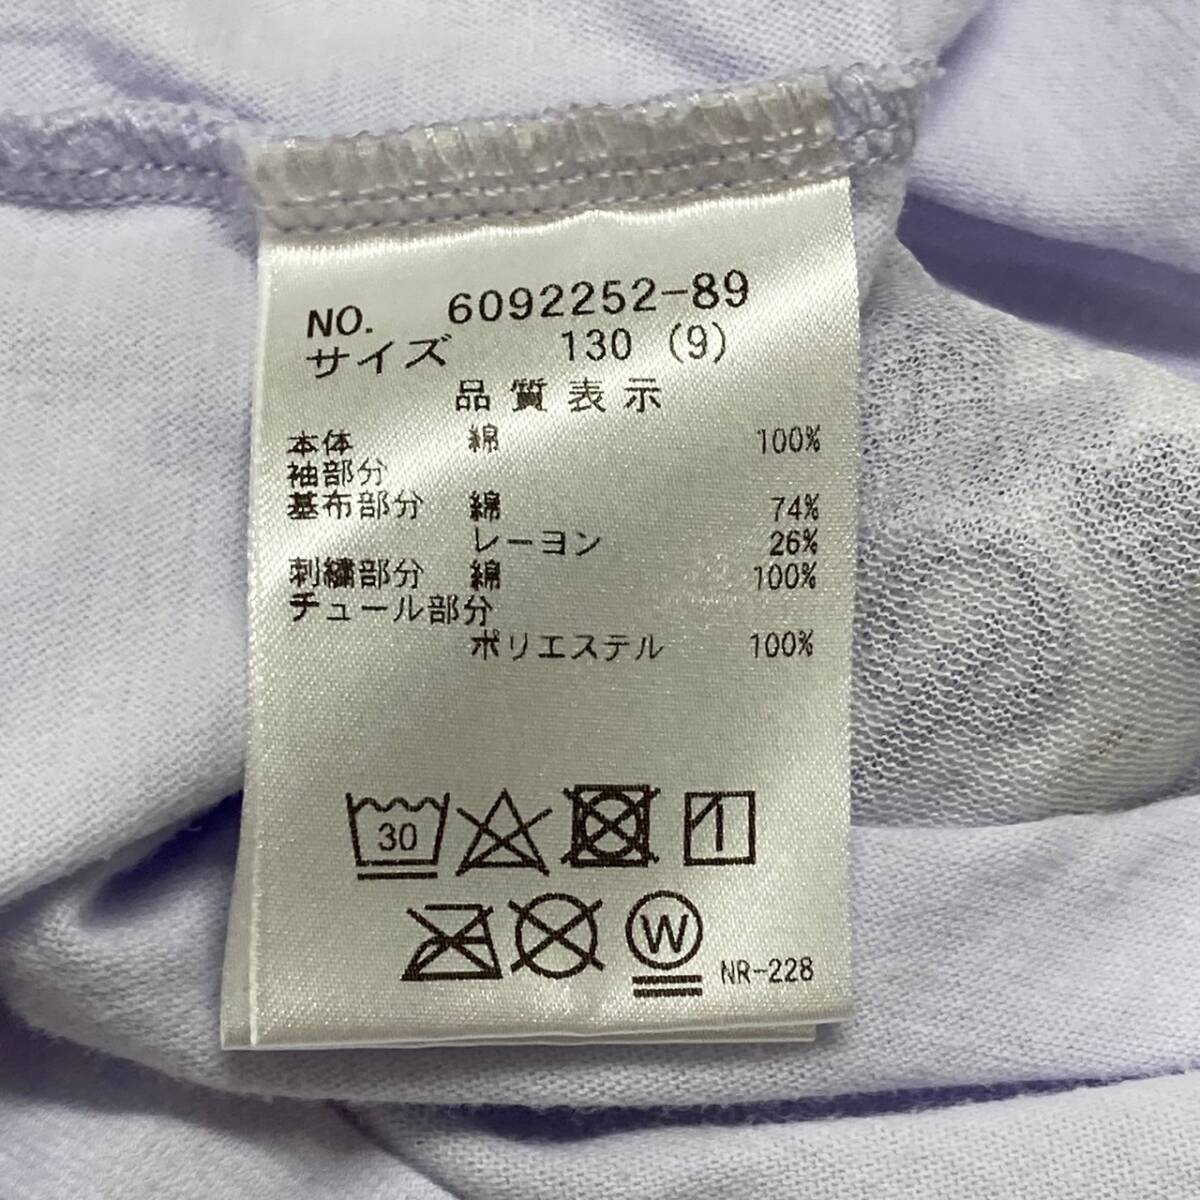 NO. 6092252-89
サイズ 130 (9)
品質表示
本体 綿 100%
袖部分
基布部分 綿 74%
レーヨン 26%
刺繍部分 綿 100%
チュール部分
ポリエステル 100%
30
W NR-228